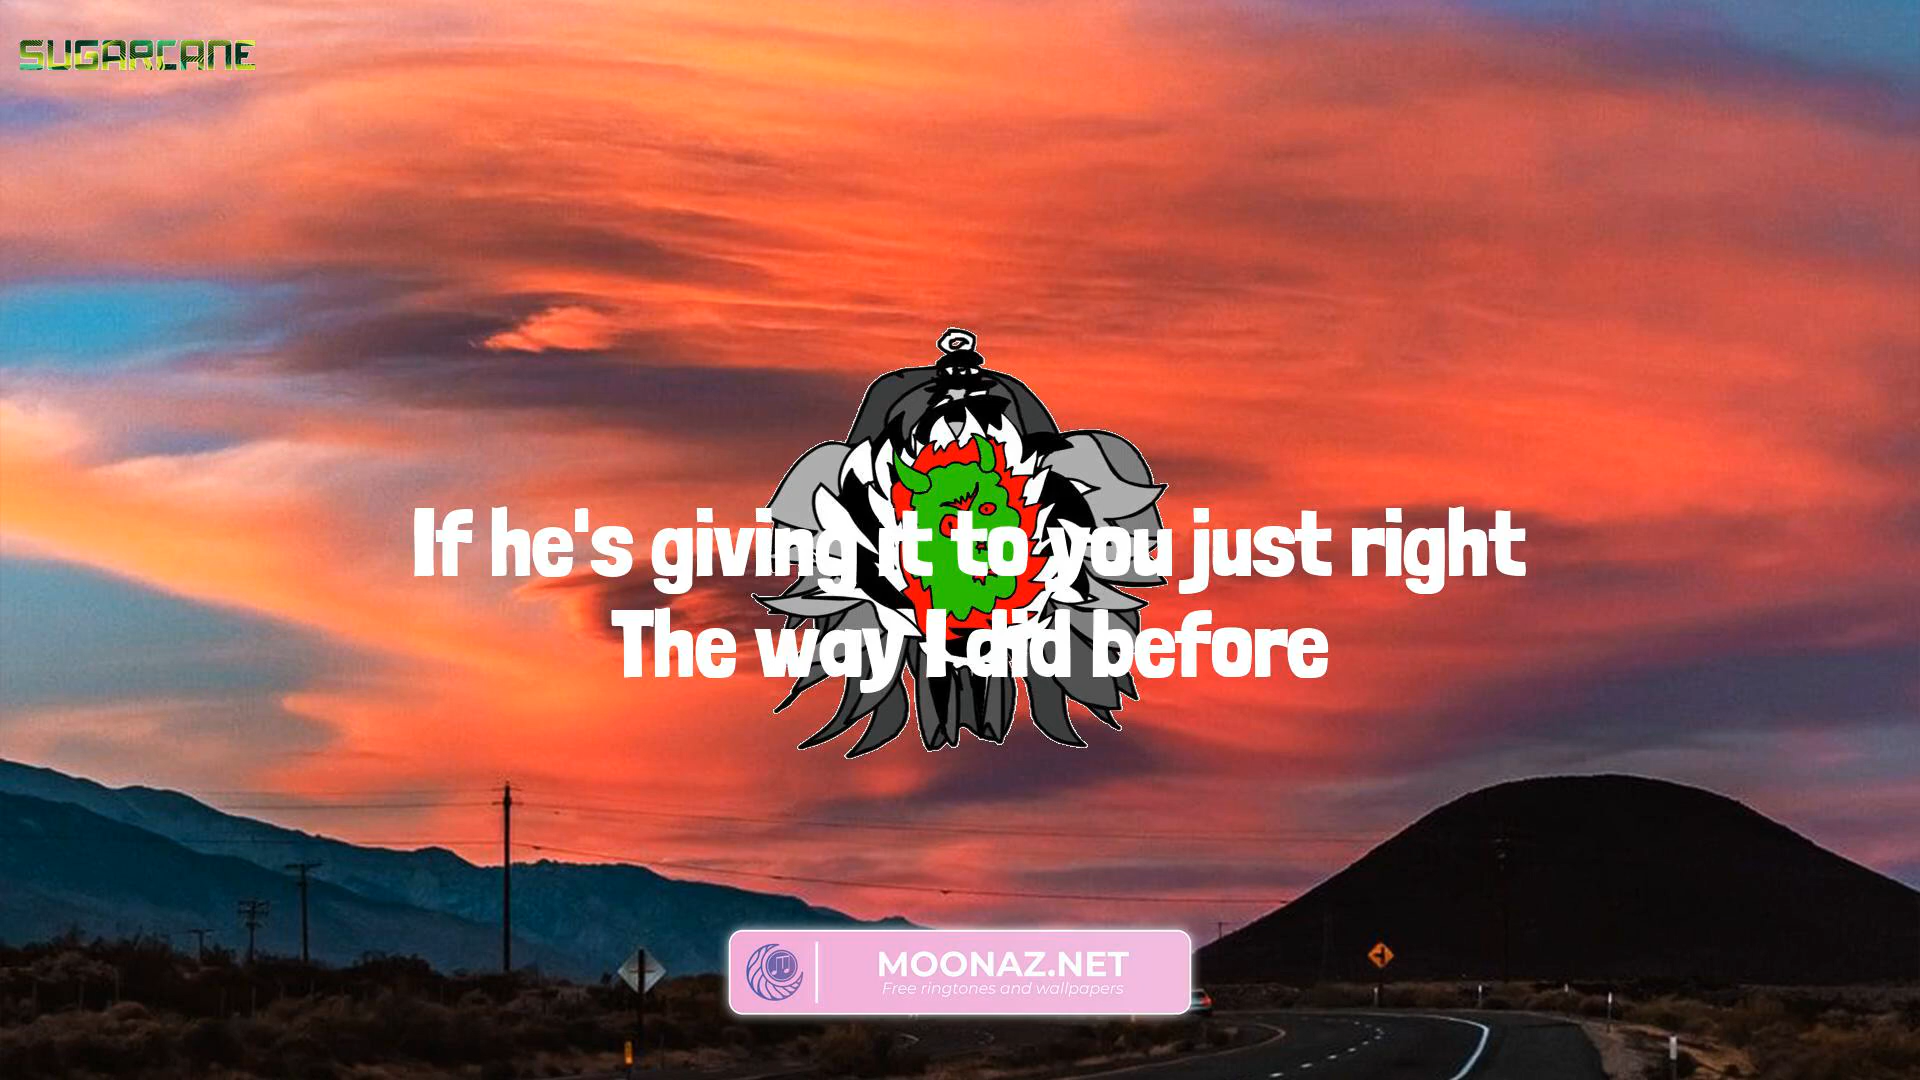 SUGARCANE
If he's giving it to you just right
The way I did before
MOONAZ.NET
Free ringtones and wallpapers